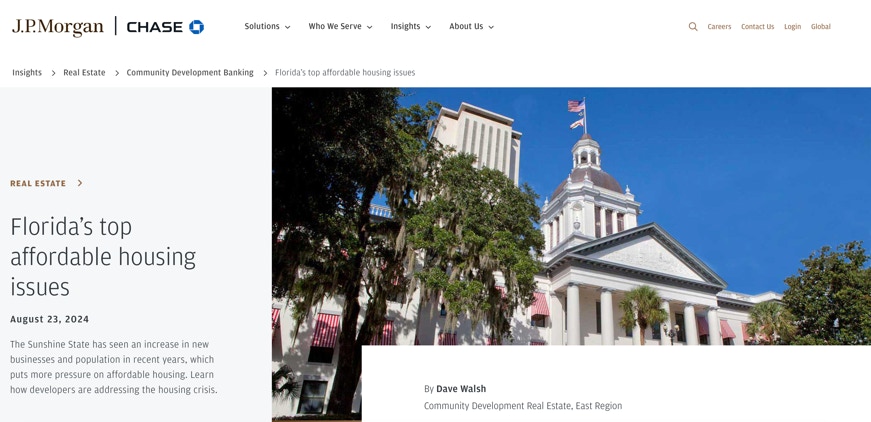 J.P.Morgan | CHASE Solutions Who We Serve Insights About Us Careers Contact Us Login Global
Insights > Real Estate > Community Development Banking > Florida's top affordable housing issues
REAL ESTATE >
Florida's top
affordable housing
issues
August 23, 2024
The Sunshine State has seen an increase in new
businesses and population in recent years, which
puts more pressure on affordable housing. Learn
how developers are addressing the housing crisis.
By Dave Walsh
Community Development Real Estate, East Region